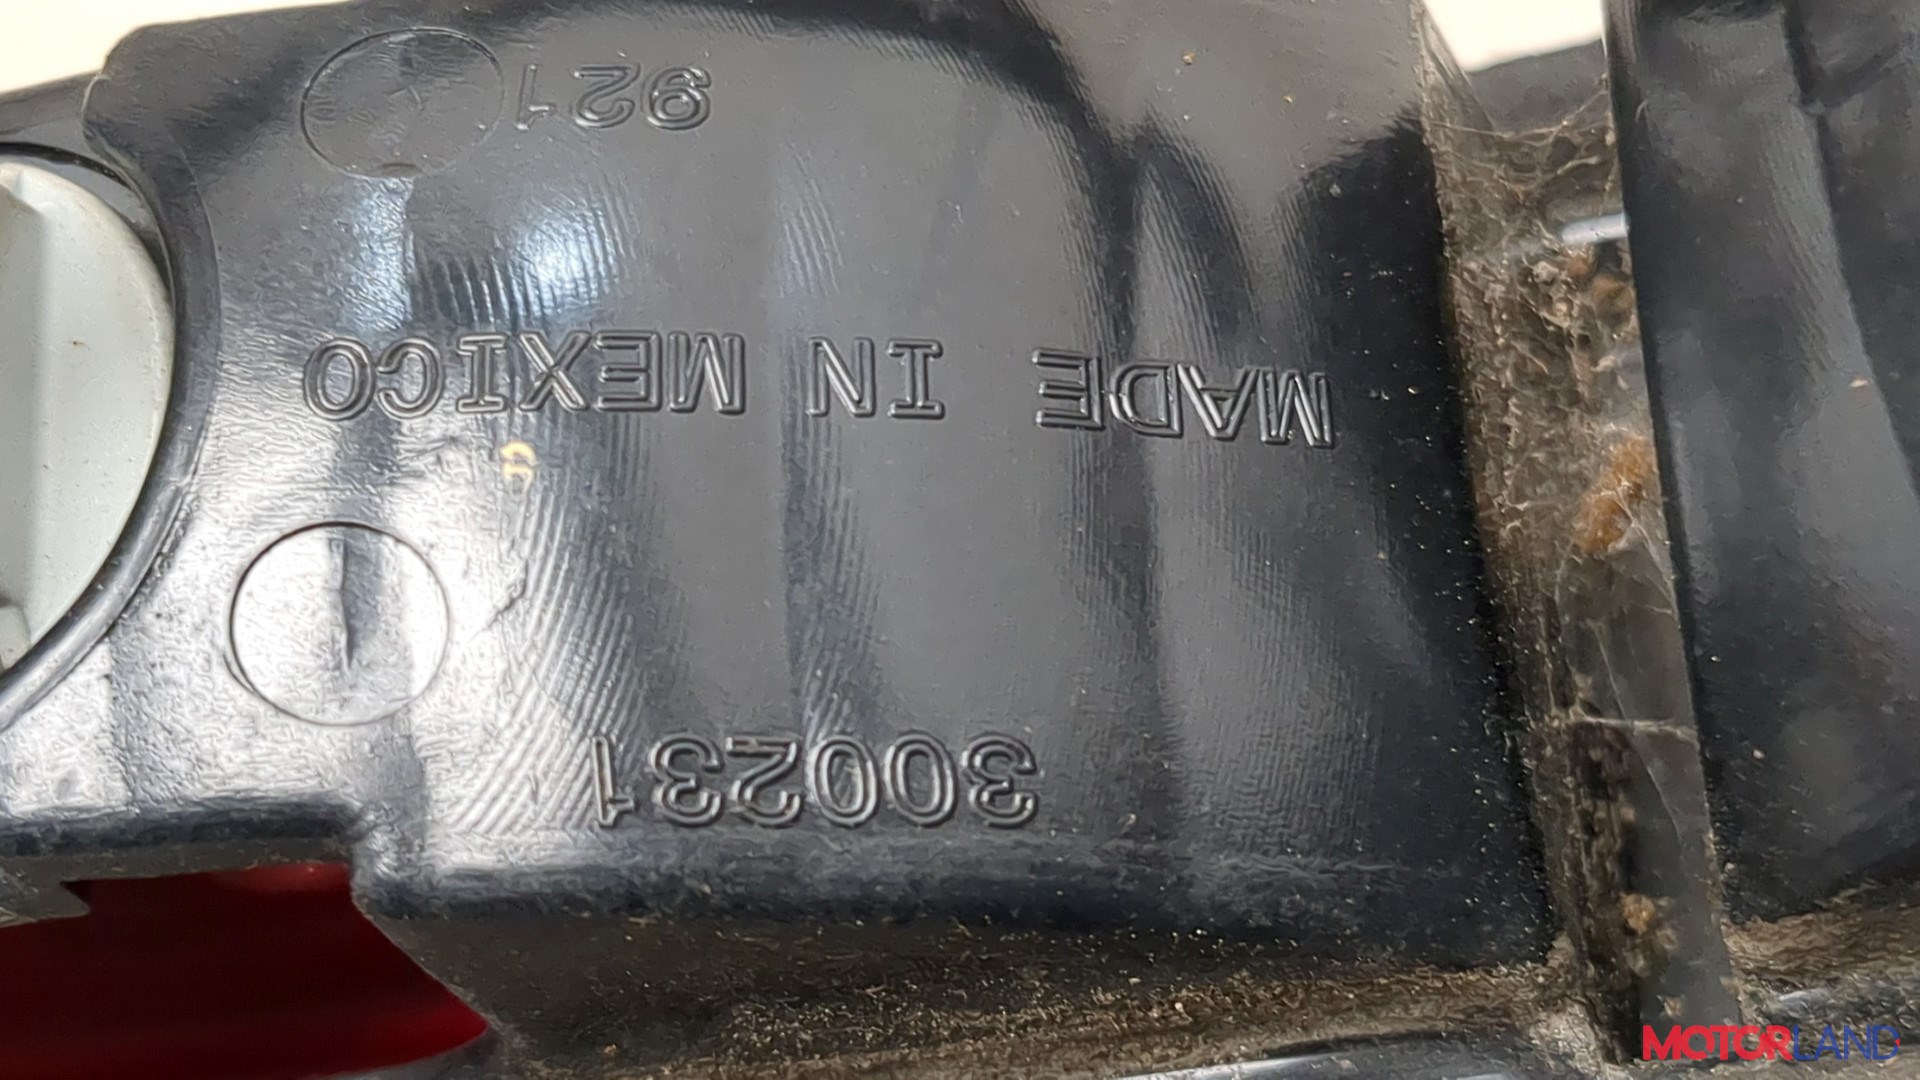 300231
MADE IN MEXICO
921
MOTORLAND